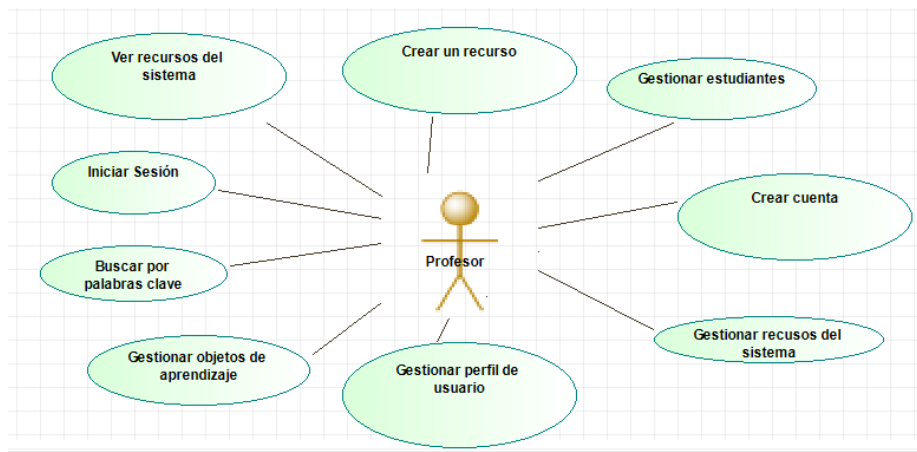 Ver recursos del
sistema
Crear un recurso
Gestionar estudiantes
Iniciar Sesión
Crear cuenta
Profesor
Buscar por
palabras clave
Gestionar recusos del
sistema
Gestionar objetos de
aprendizaje
Gestionar perfil de
usuario